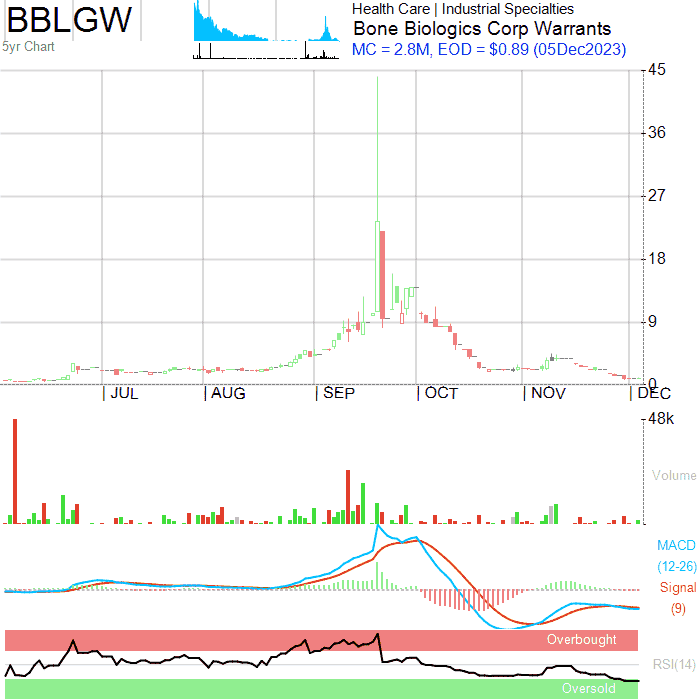 BBLGW
5yr Chart
Health Care | Industrial Specialties
Bone Biologics Corp Warrants
MC = 2.8M, EOD = $0.89 (05Dec2023)
45
36
27
18
9
0
JUL AUG SEP OCT NOV DEC
48k
Volume
MACD
(12-26)
Signal
(9)
Overbought
RSI(14)
Oversold